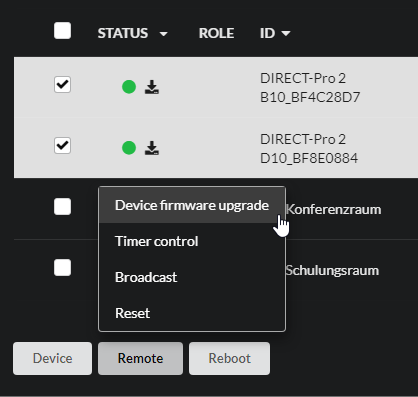 STATUS ROLE ID
DIRECT-Pro 2
B10_BF4C28D7
DIRECT-Pro 2
D10_BF8E0884
Device firmware upgrade
Konferenzraum
Timer control
Broadcast
Schulungsraum
Reset
Device Remote Reboot